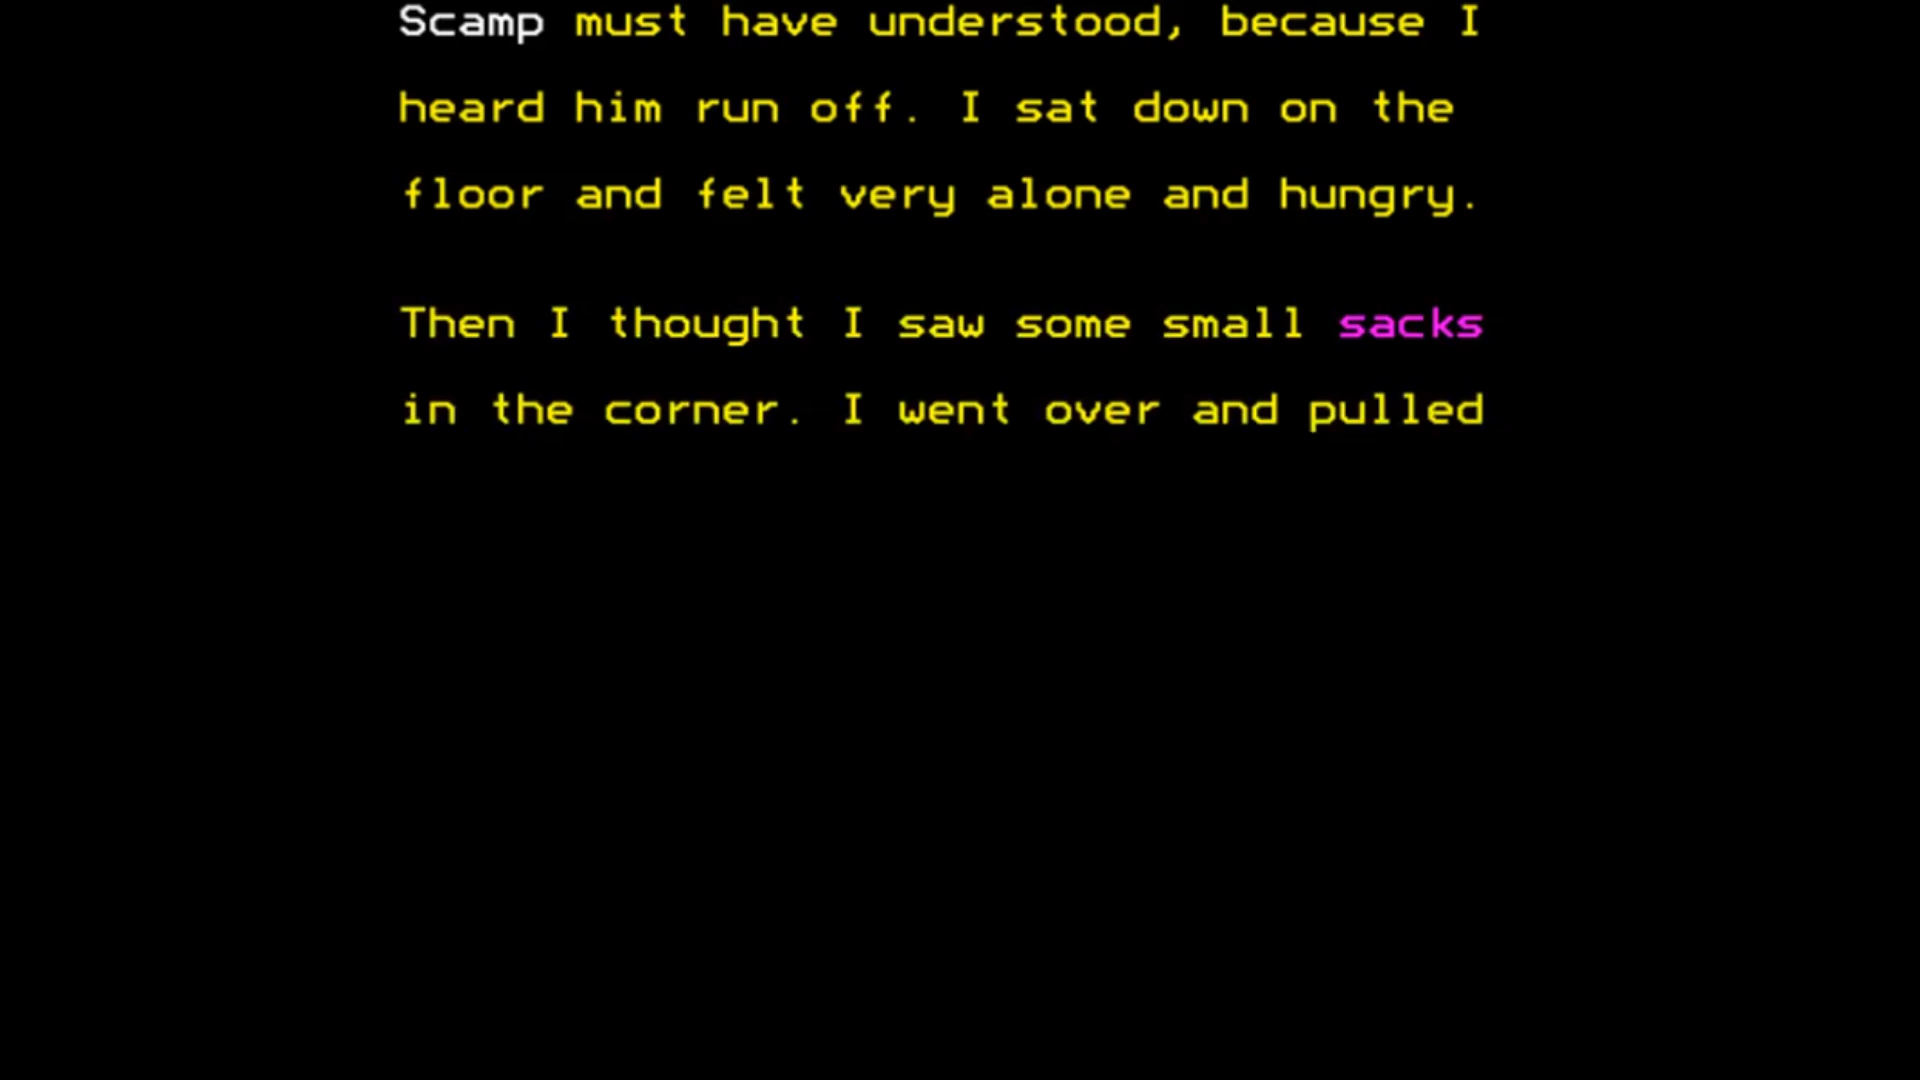 Scamp must have understood, because I
heard him run off. I sat down on the
floor and felt very alone and hungry.
Then I thought I saw some small sacks
in the corner. I went over and pulled